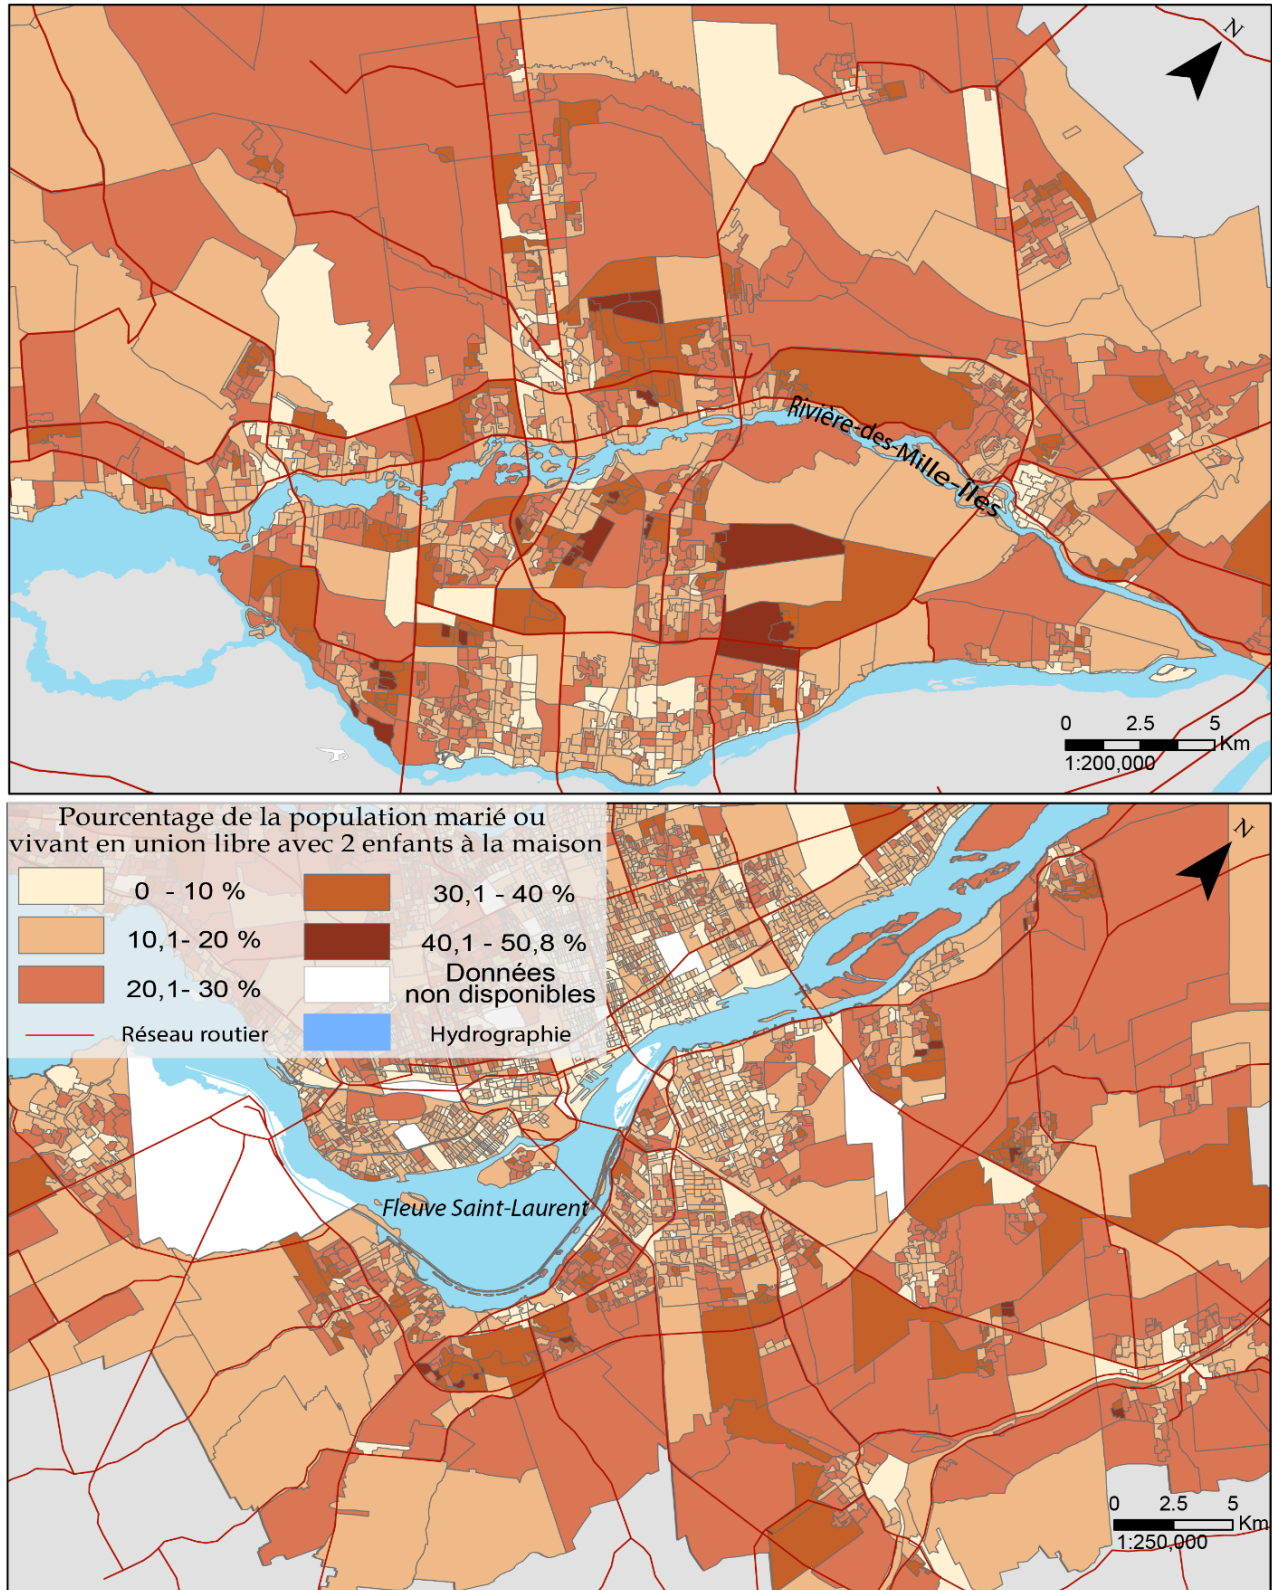 N
Rivière-des-Mille-Îles
0 2.5 5
Km
1:200,000
Pourcentage de la population marié ou
vivant en union libre avec 2 enfants à la maison
0 - 10 %
30,1 - 40 %
10,1- 20 %
40,1 - 50,8 %
20,1- 30 %
Données
non disponibles
Réseau routier
Hydrographie
N
Fleuve Saint-Laurent
0 2.5 5
Km
1:250,000